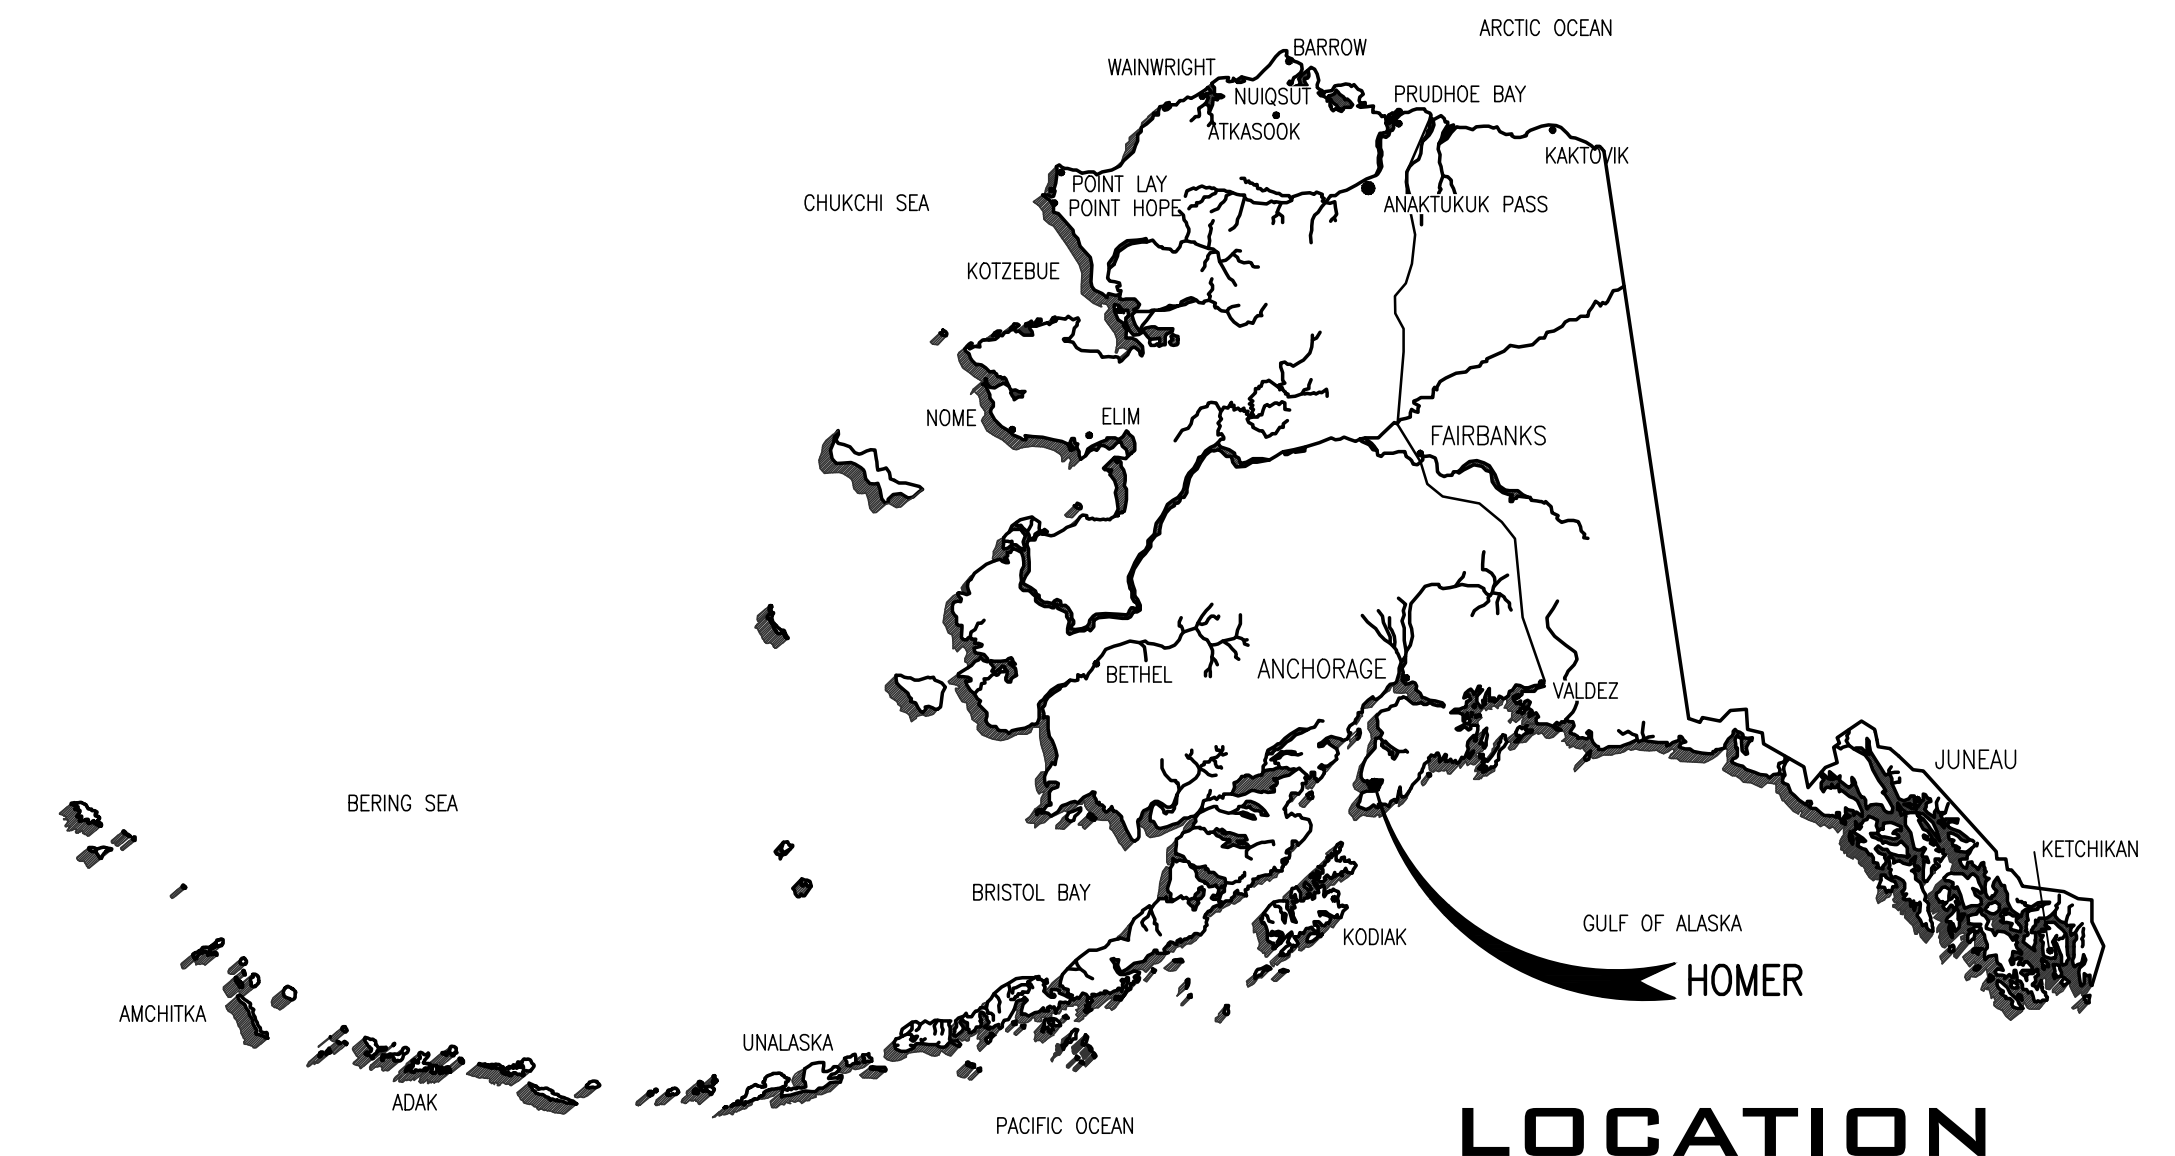 ARCTIC OCEAN
BARROW
WAINWRIGHT
NUIQSUT
PRUDHOE BAY
ATKASOOK
KAKTOVIK
POINT LAY
CHUKCHI SEA
POINT HOPE
ANAKTUKUK PASS
KOTZEBUE
NOME
ELIM
FAIRBANKS
ANCHORAGE
BETHEL
VALDEZ
JUNEAU
BERING SEA
KETCHIKAN
BRISTOL BAY
GULF OF ALASKA
KODIAK
HOMER
AMCHITKA
UNALASKA
ADAK
PACIFIC OCEAN
LOCATION